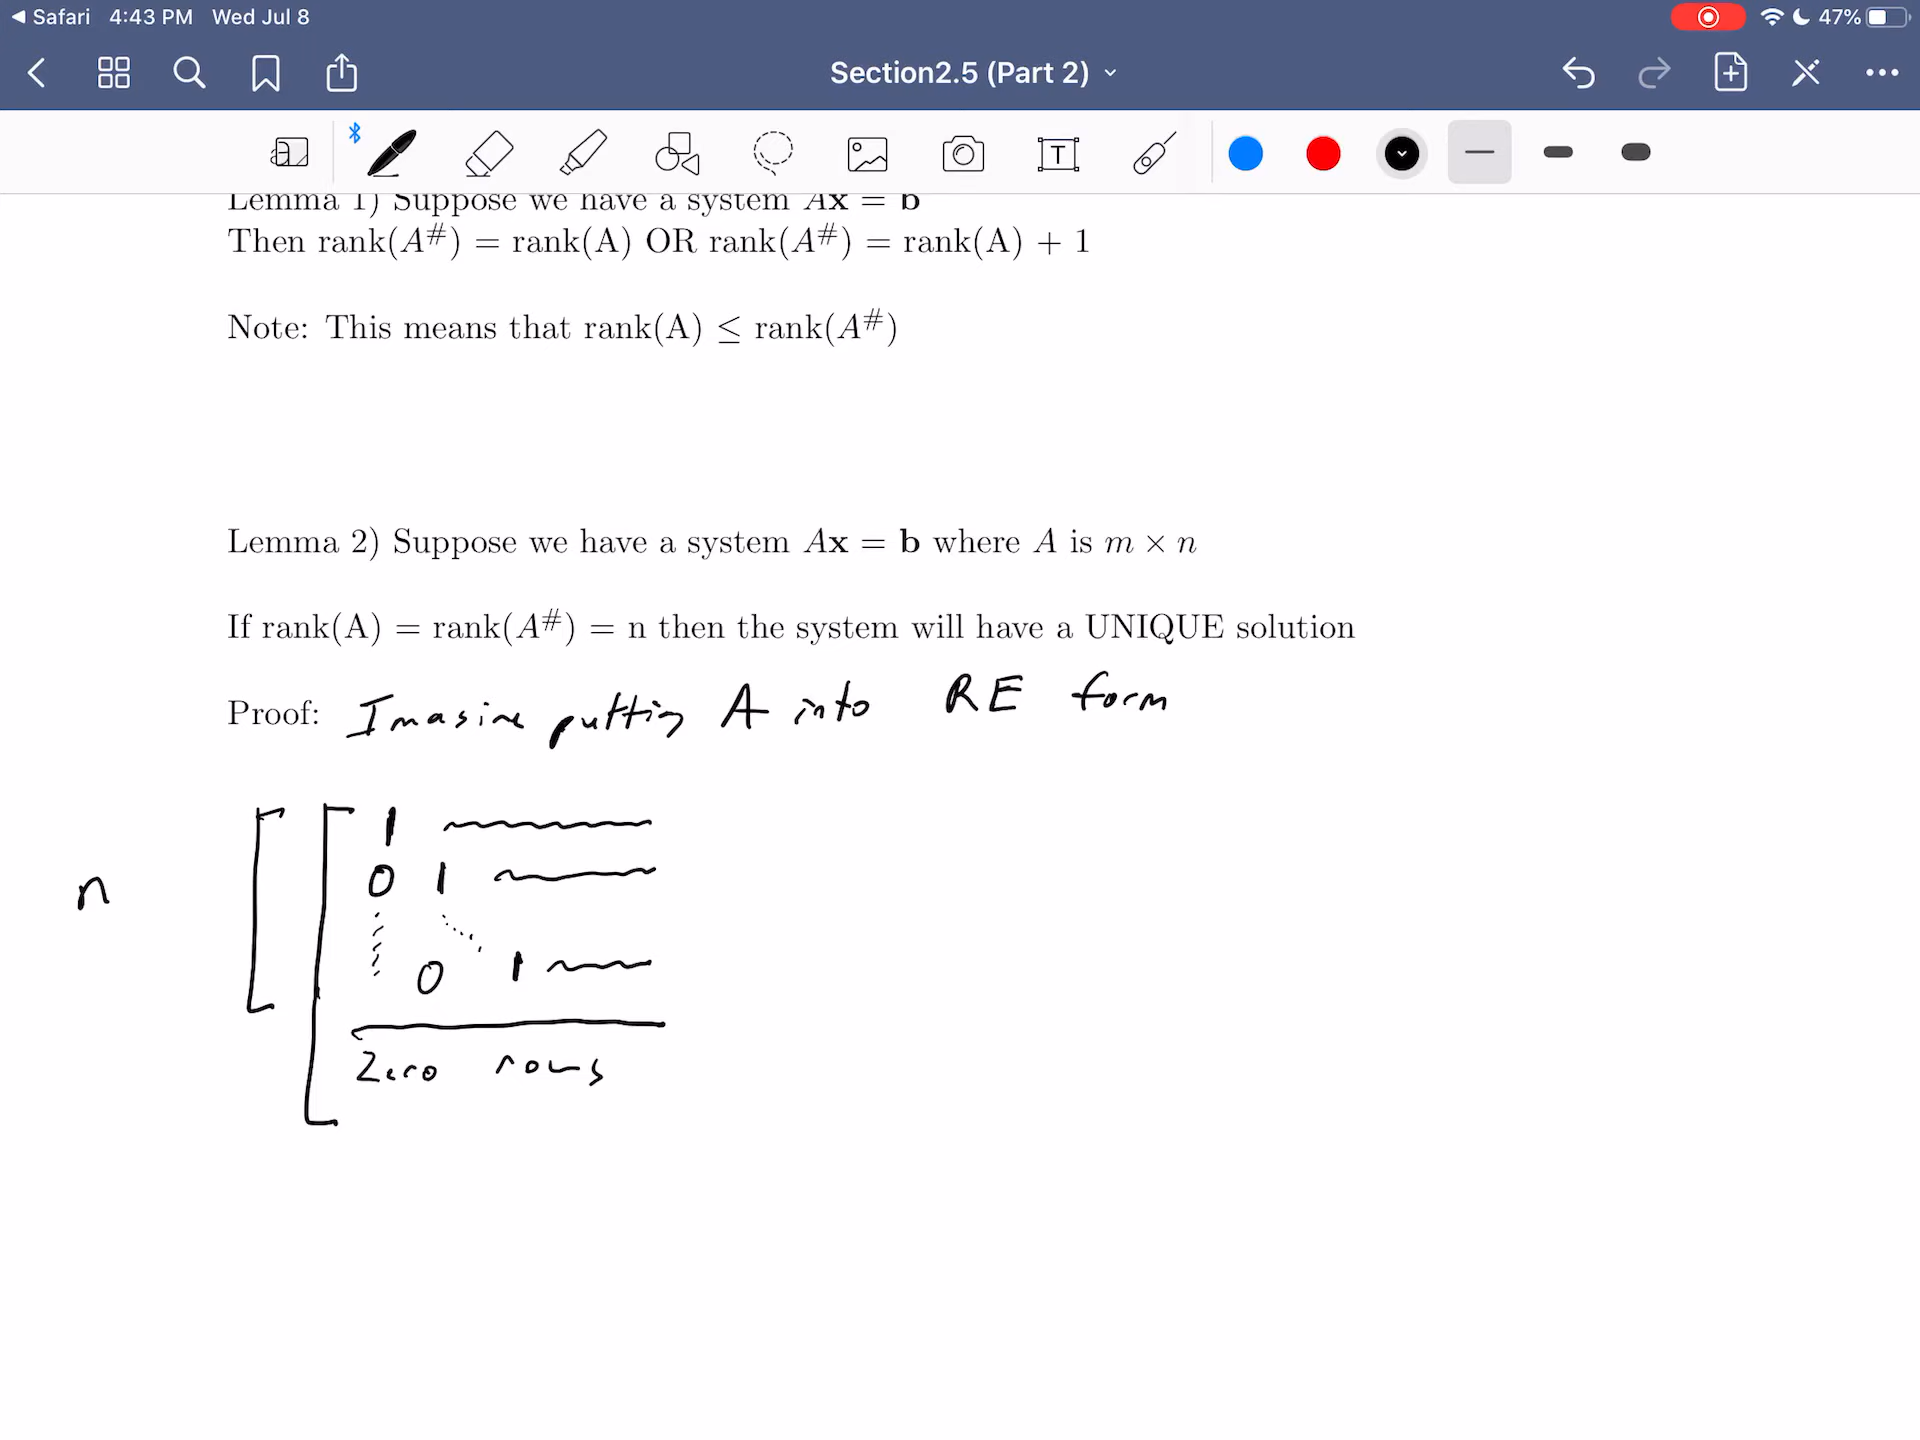 Safari 4:43 PM Wed Jul 8 47%
Section2.5 (Part 2)
Lemma 1) Suppose we have a system Ax = b
Then rank(A#) = rank(A) OR rank(A#) = rank(A) + 1
Note: This means that rank(A) ≤ rank(A#)
Lemma 2) Suppose we have a system Ax = b where A is m × n
If rank(A) = rank(A#) = n then the system will have a UNIQUE solution
Proof: Imagine putting A into RE form
1
0 1
n
0 1
Zero rows